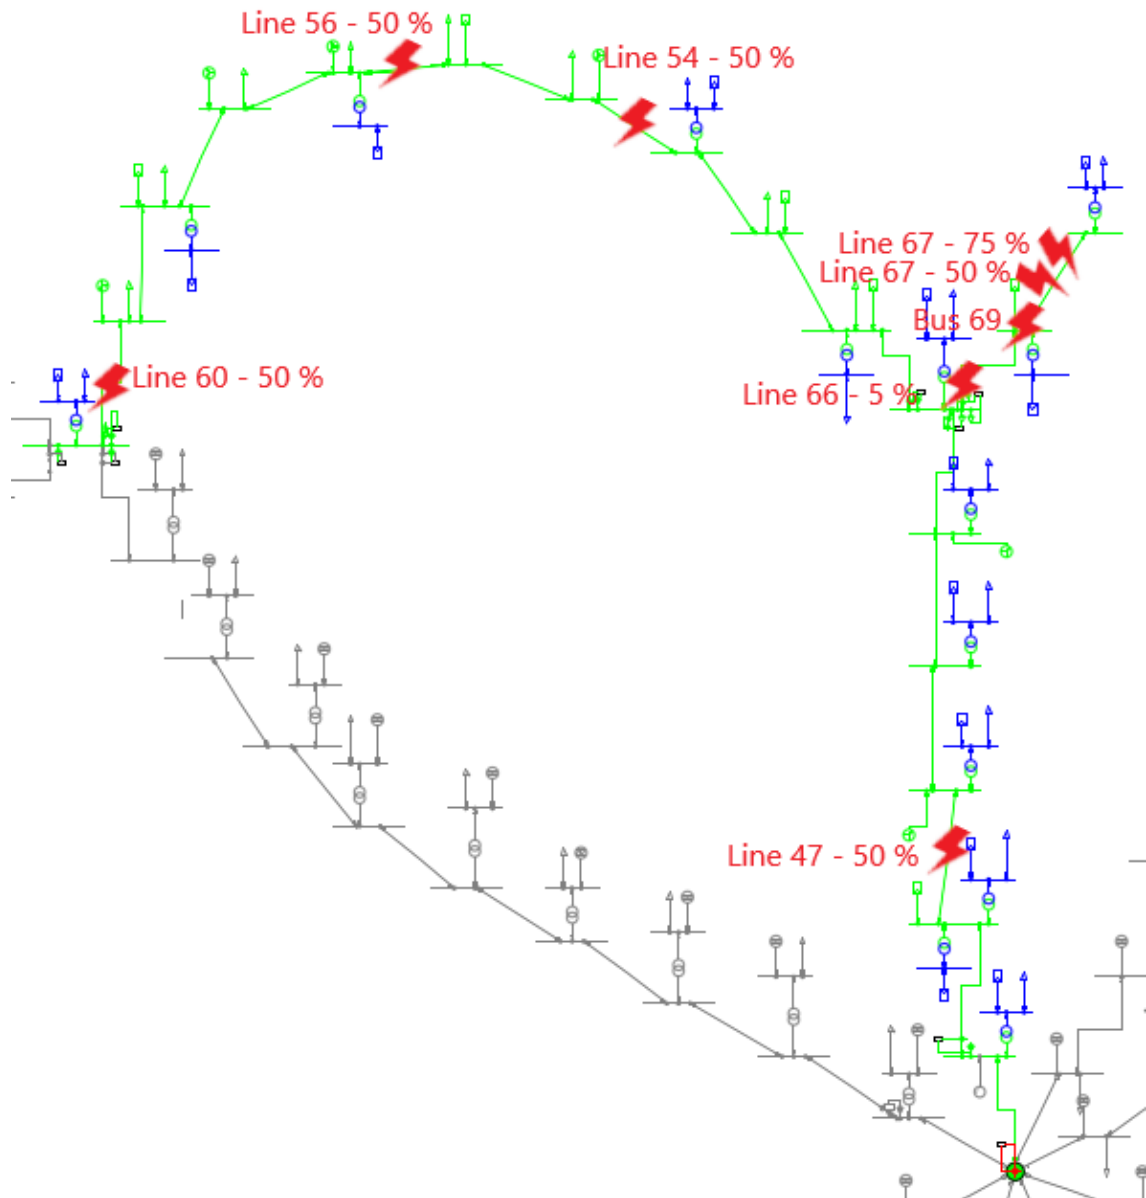 Line 56 - 50 %
Line 54 - 50 %
Line 67 - 75 %
Line 67 - 50 %
Bus 69
Line 60 - 50 %
Line 66 - 5 %
Line 47 - 50 %